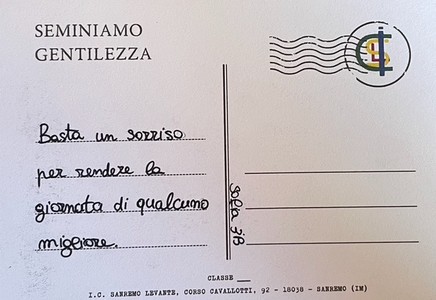 SEMINIAMO
GENTILEZZA
Basta un sorriso
per rendere la
giornata di qualcuno
migliore.
CLASSE
I.C. SANREMO LEVANTE, CORSO CAVALLOTTI, 92 - 18038 - SANREMO (IM)